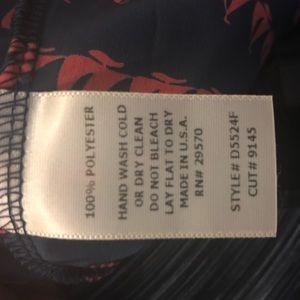 100% POLYESTER
HAND WASH COLD
OR DRY CLEAN
DO NOT BLEACH
LAY FLAT TO DRY
MADE IN U.S.A.
RN# 29570
STYLE# D5524F
CUT# 9145